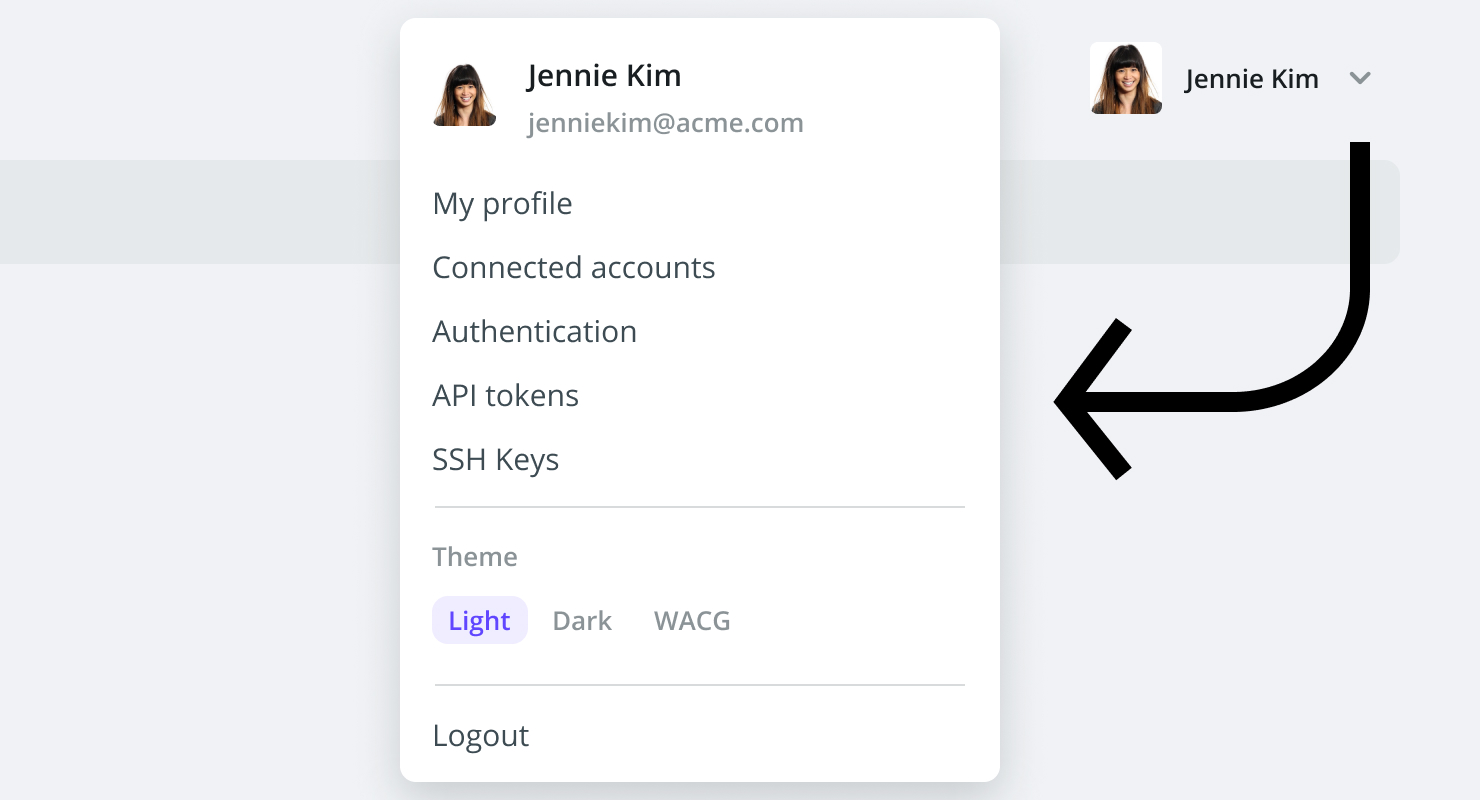 Jennie Kim
jenniekim@acme.com
My profile
Connected accounts
Authentication
API tokens
SSH Keys
Theme
Light Dark WACG
Logout
Jennie Kim